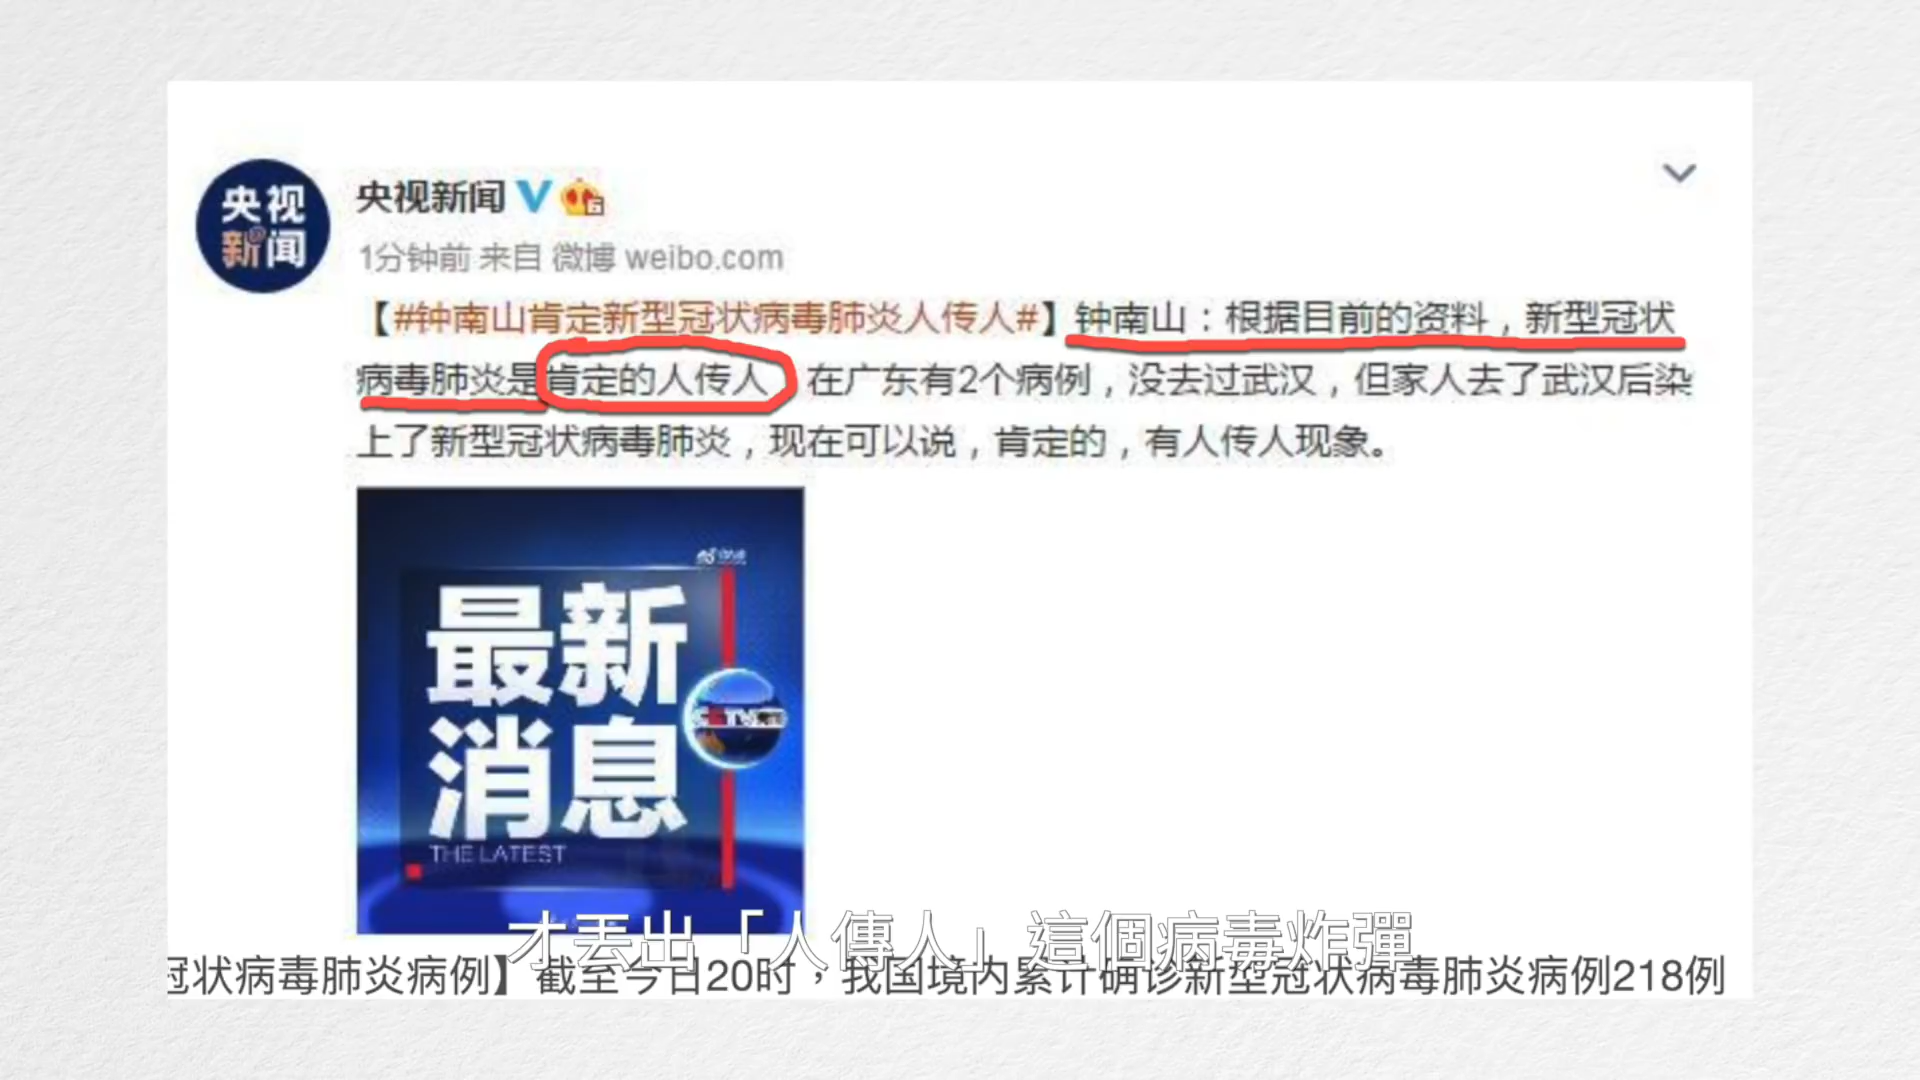 央视
新闻
央视新闻
1分钟前 来自 微博 weibo.com
【#钟南山肯定新型冠状病毒肺炎人传人#】钟南山：根据目前的资料，新型冠状
病毒肺炎是肯定的人传人，在广东有2个病例，没去过武汉，但家人去了武汉后染
上了新型冠状病毒肺炎，现在可以说，肯定的，有人传人现象。
最新
消息
THE LATEST
才丟出「人傳人」這個病毒炸彈
冠状病毒肺炎病例】截至今日20时，我国境内累计确诊新型冠状病毒肺炎病例218例